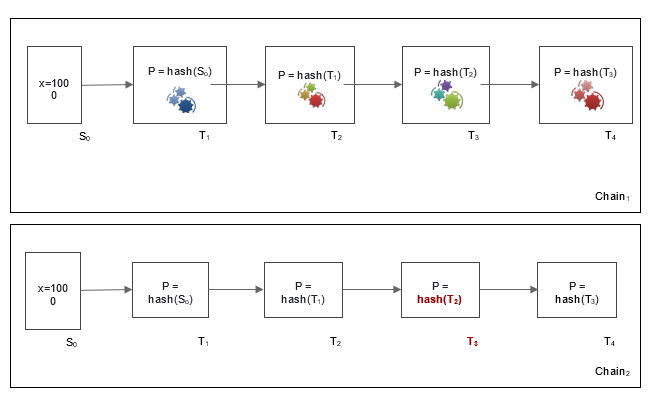 x=100
0
P = hash(S₀)
P = hash(T₁)
P = hash(T₂)
P = hash(T₃)
S₀
T₁
T₂
T₃
T₄
Chain₁
x=100
0
P =
hash(S₀)
P =
hash(T₁)
P =
hash(T₂)
P =
hash(T₃)
S₀
T₁
T₂
T₃
T₄
Chain₂